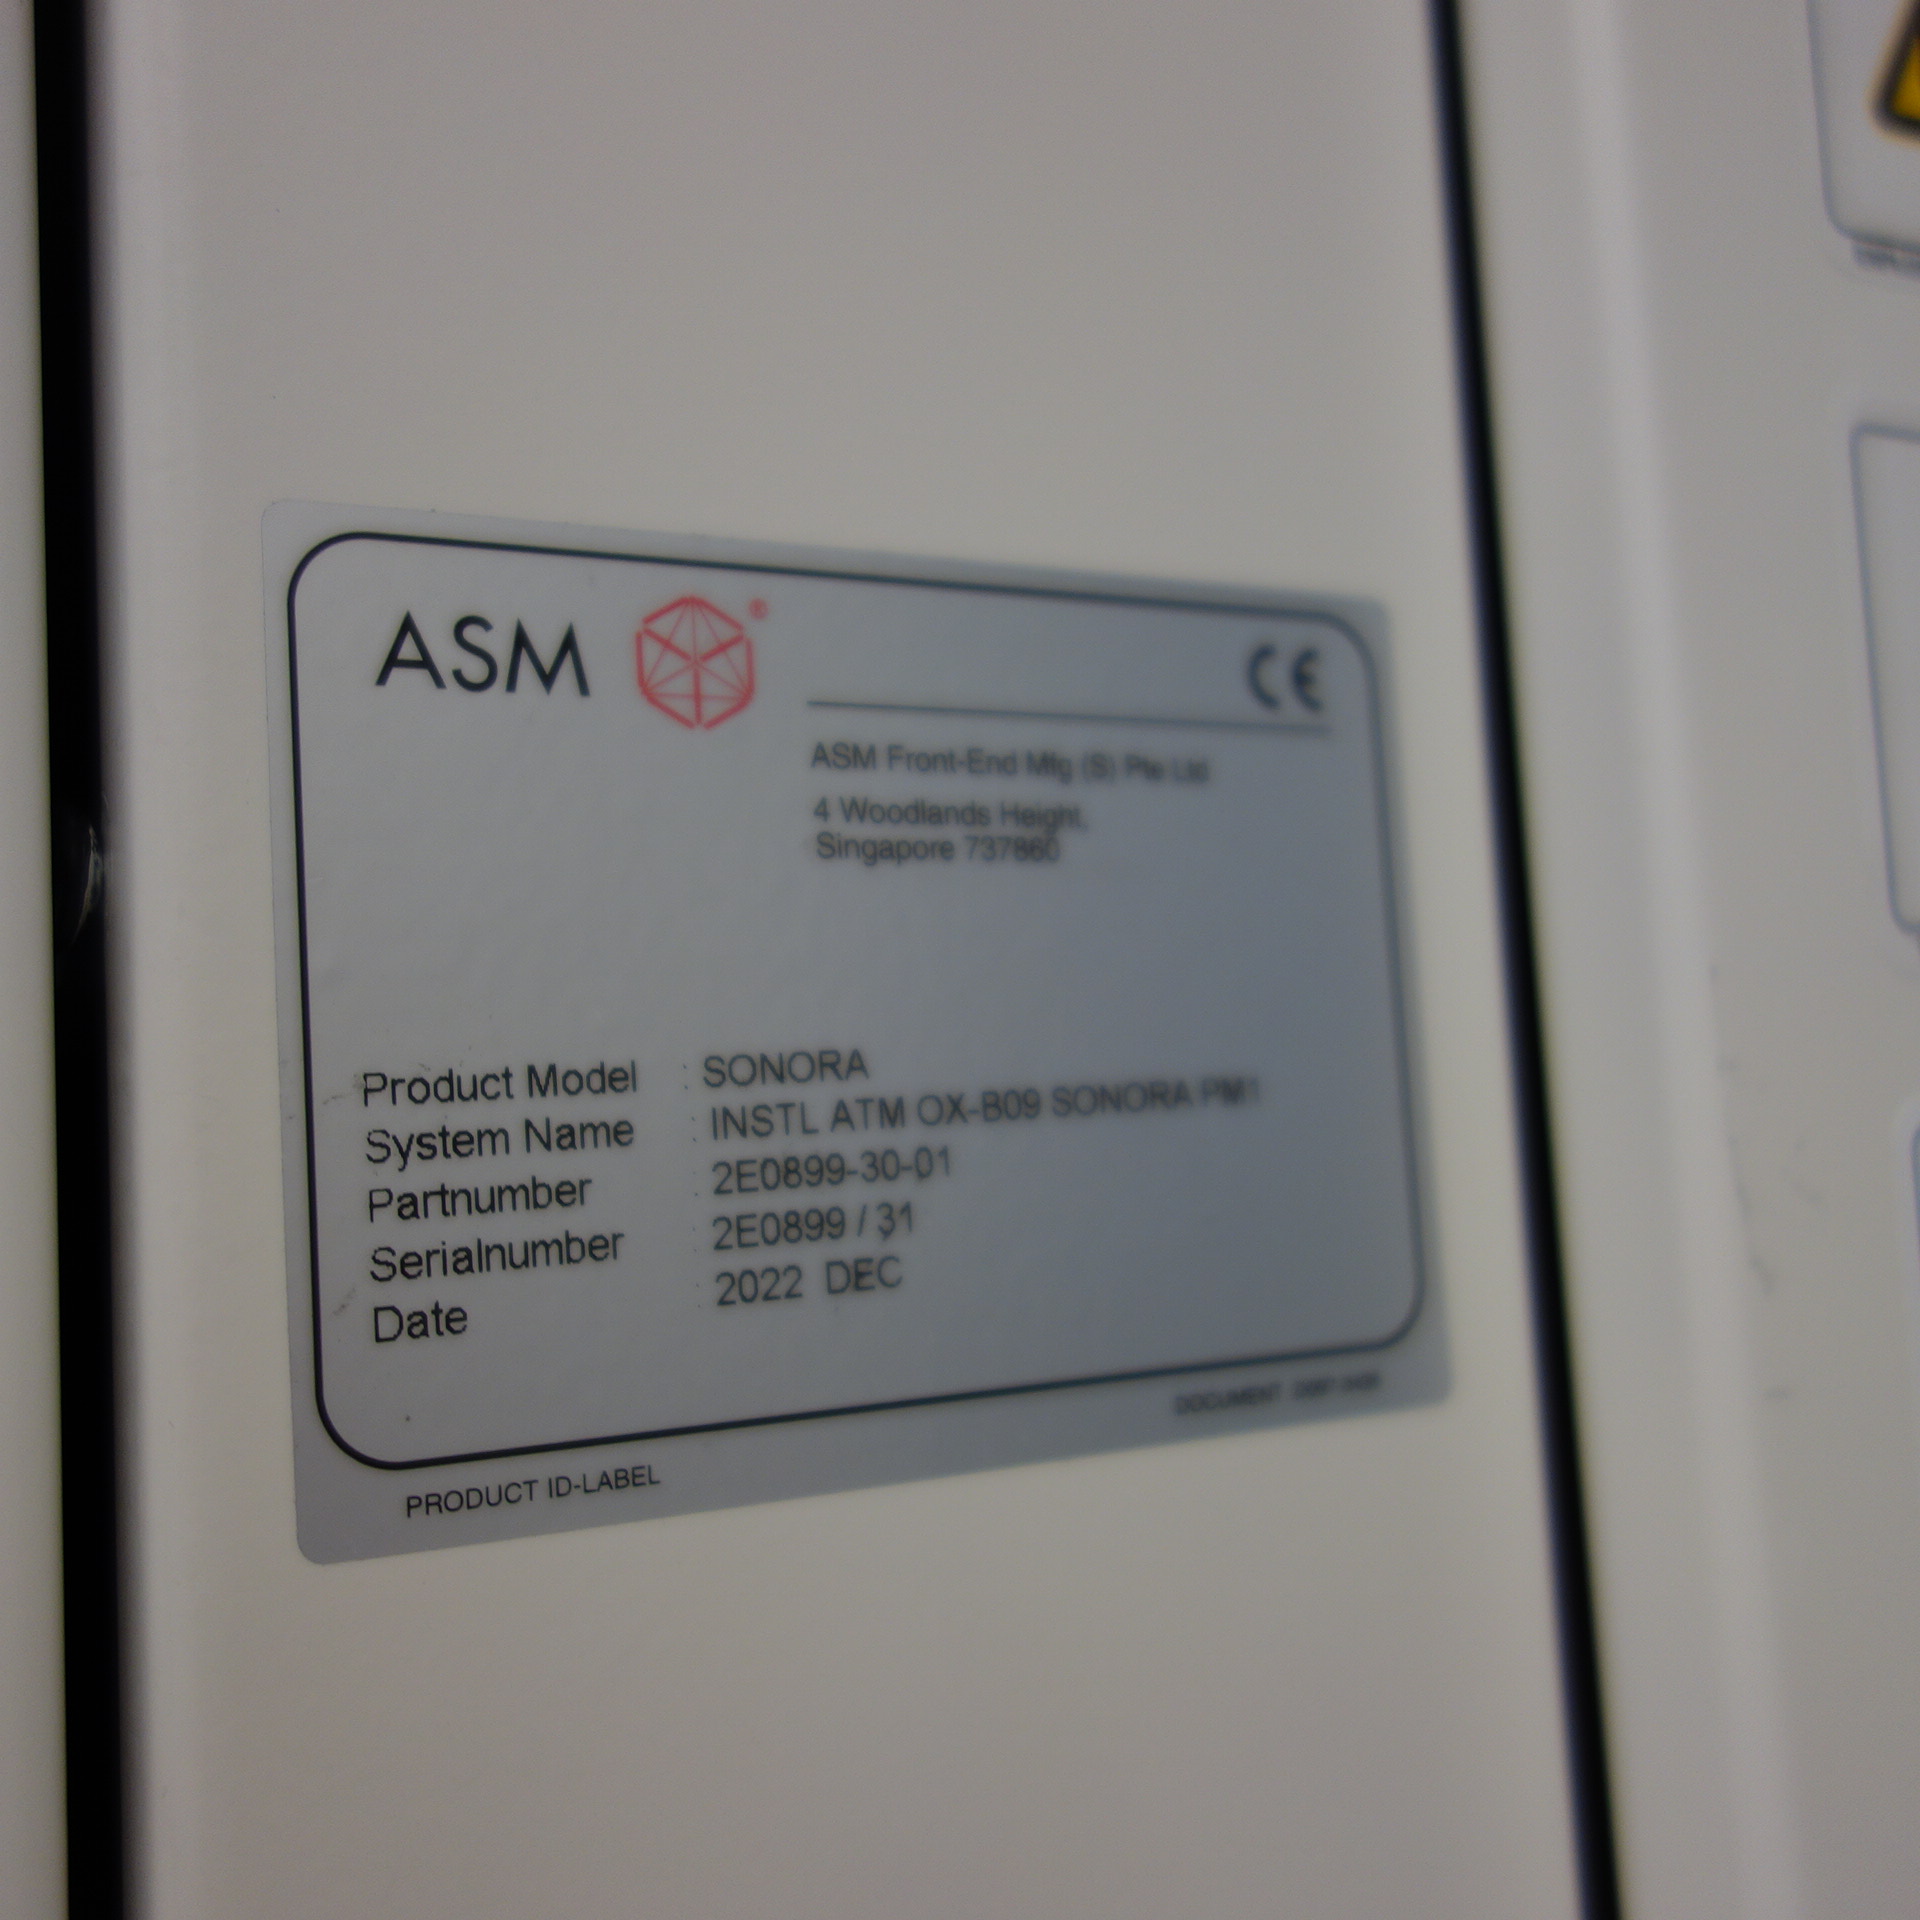 ASM ®
CE
ASM Front-End Mfg (S) Pte Ltd
4 Woodlands Height,
Singapore 737860
Product Model : SONORA
System Name : INSTL ATM OX-B09 SONORA PM1
Partnumber : 2E0899-30-01
Serialnumber : 2E0899 / 31
Date : 2022 DEC
PRODUCT ID-LABEL
DOCUMENT